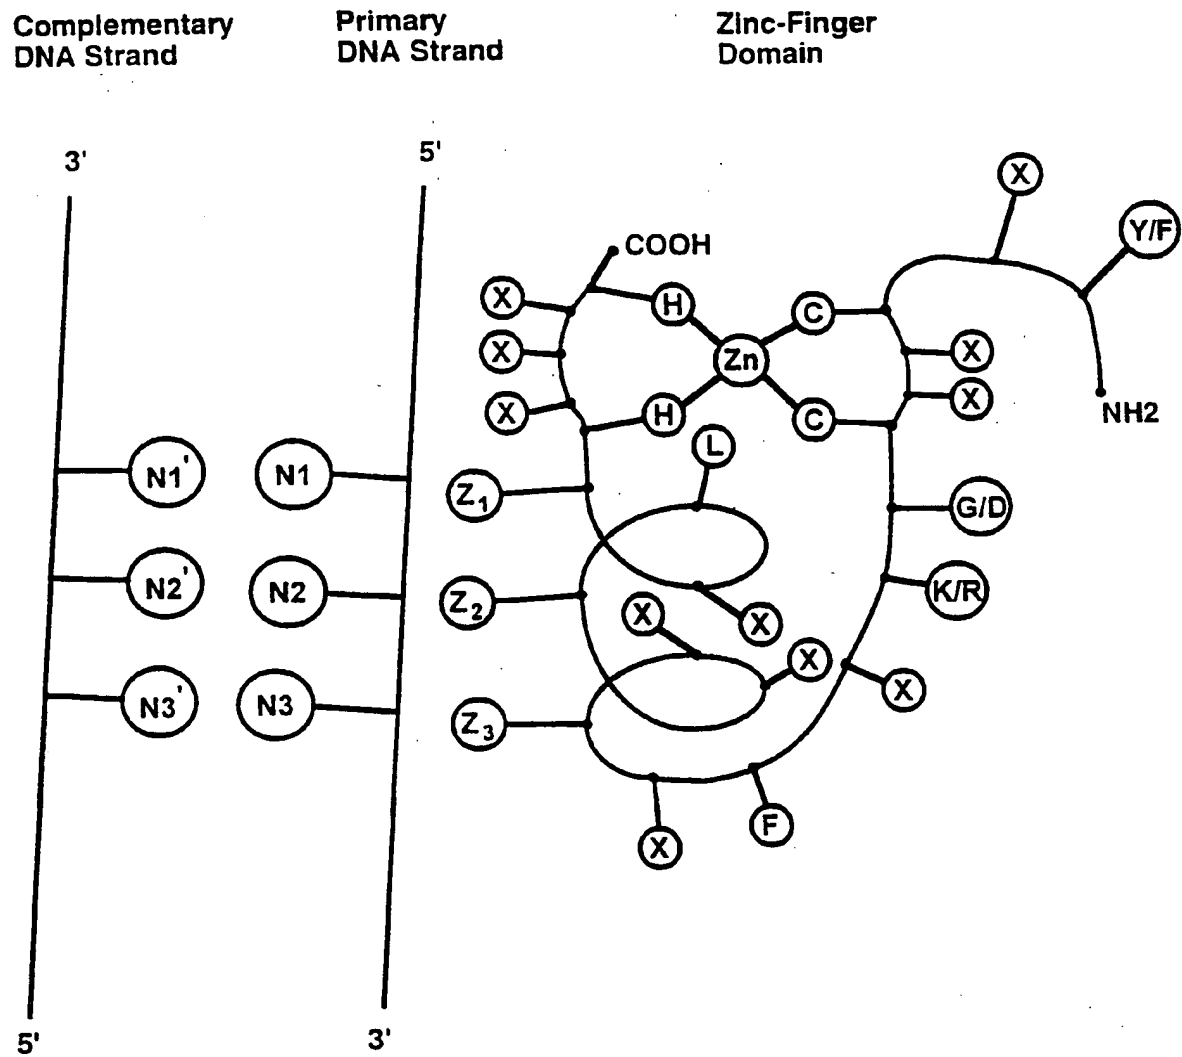 Complementary
DNA Strand
Primary
DNA Strand
Zinc-Finger
Domain
3'
5'
X
Y/F
COOH
X
H
C
X
Zn
X
X
X
H
C
NH2
L
N1'
N1
Z1
G/D
N2'
N2
Z2
X
X
K/R
X
X
N3'
N3
Z3
X
F
5'
3'